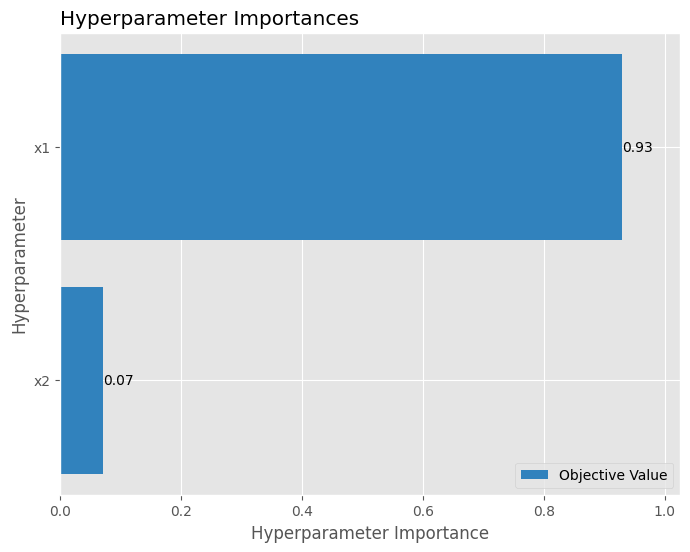 Hyperparameter Importances
Hyperparameter
x1
0.93
x2
0.07
Objective Value
0.0 0.2 0.4 0.6 0.8 1.0
Hyperparameter Importance